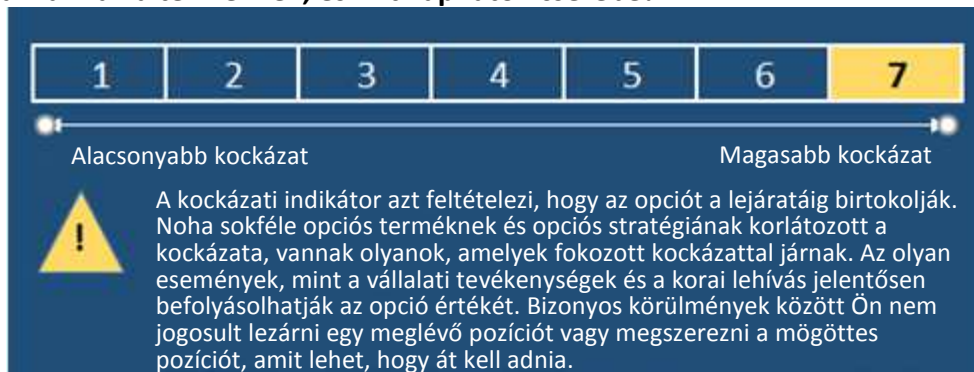 1 2 3 4 5 6 7
Alacsonyabb kockázat Magasabb kockázat
A kockázati indikátor azt feltételezi, hogy az opciót a lejáratáig birtokolják.
! Noha sokféle opciós terméknek és opciós stratégiának korlátozott a
kockázata, vannak olyanok, amelyek fokozott kockázattal járnak. Az olyan
események, mint a vállalati tevékenységek és a korai lehívás jelentősen
befolyásolhatják az opció értékét. Bizonyos körülmények között Ön nem
jogosult lezárni egy meglévő pozíciót vagy megszerezni a mögöttes
pozíciót, amit lehet, hogy át kell adnia.